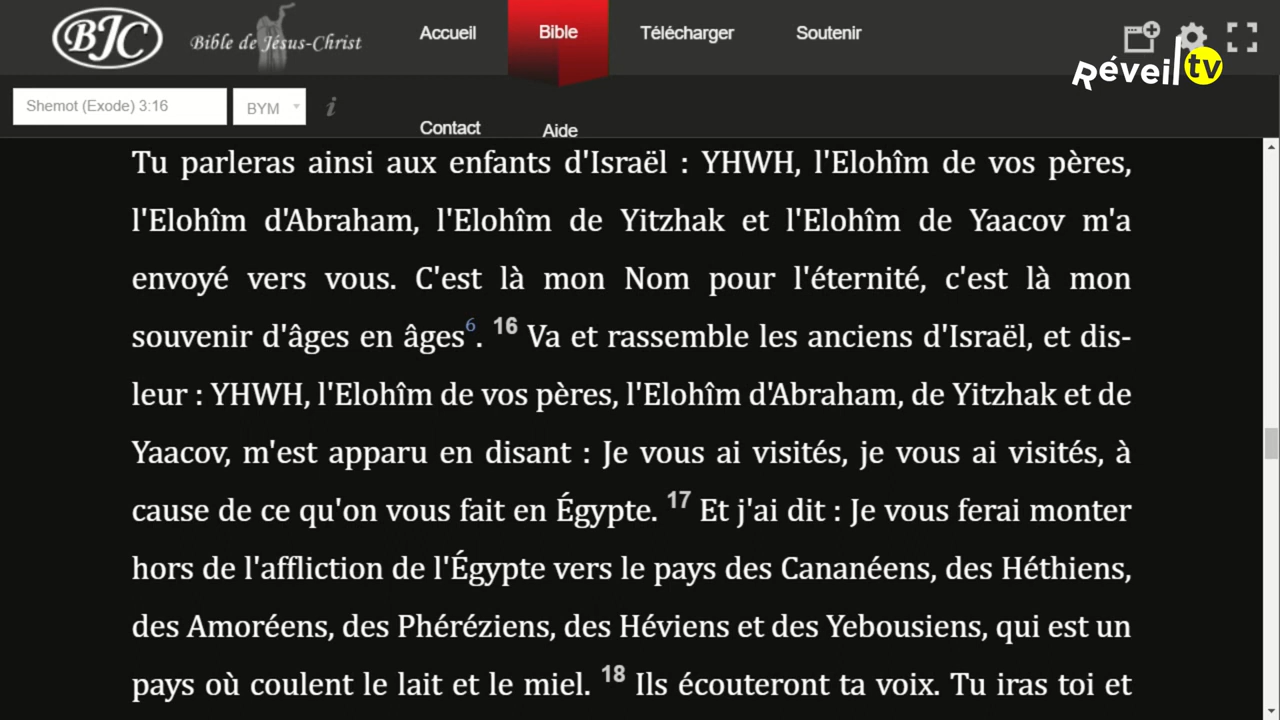 BJC
Bible de Jésus-Christ
Accueil
Bible
Télécharger
Soutenir
Réveil tv
Shemot (Exode) 3:16
BYM
i
Contact
Aide
Tu parleras ainsi aux enfants d'Israël : YHWH, l'Elohîm de vos pères,
l'Elohîm d'Abraham, l'Elohîm de Yitzhak et l'Elohîm de Yaacov m'a
envoyé vers vous. C'est là mon Nom pour l'éternité, c'est là mon
souvenir d'âges en âges6. 16 Va et rassemble les anciens d'Israël, et dis-
leur : YHWH, l'Elohîm de vos pères, l'Elohîm d'Abraham, de Yitzhak et de
Yaacov, m'est apparu en disant : Je vous ai visités, je vous ai visités, à
cause de ce qu'on vous fait en Égypte. 17 Et j'ai dit : Je vous ferai monter
hors de l'affliction de l'Égypte vers le pays des Cananéens, des Héthiens,
des Amoréens, des Phéréziens, des Héviens et des Yebousiens, qui est un
pays où coulent le lait et le miel. 18 Ils écouteront ta voix. Tu iras toi et